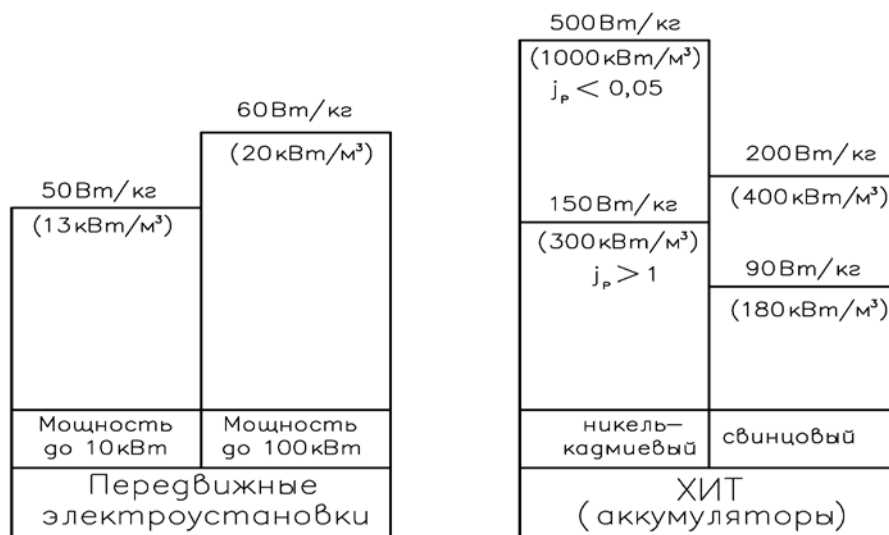 60Вт/кг
(20кВт/м³)
50Вт/кг
(13кВт/м³)
Мощность
до 10кВт
Мощность
до 100кВт
Передвижные
электроустановки
500Вт/кг
(1000кВт/м³)
jₚ < 0,05
150Вт/кг
(300кВт/м³)
jₚ > 1
200Вт/кг
(400кВт/м³)
90Вт/кг
(180кВт/м³)
никель-
кадмиевый
свинцовый
ХИТ
(аккумуляторы)